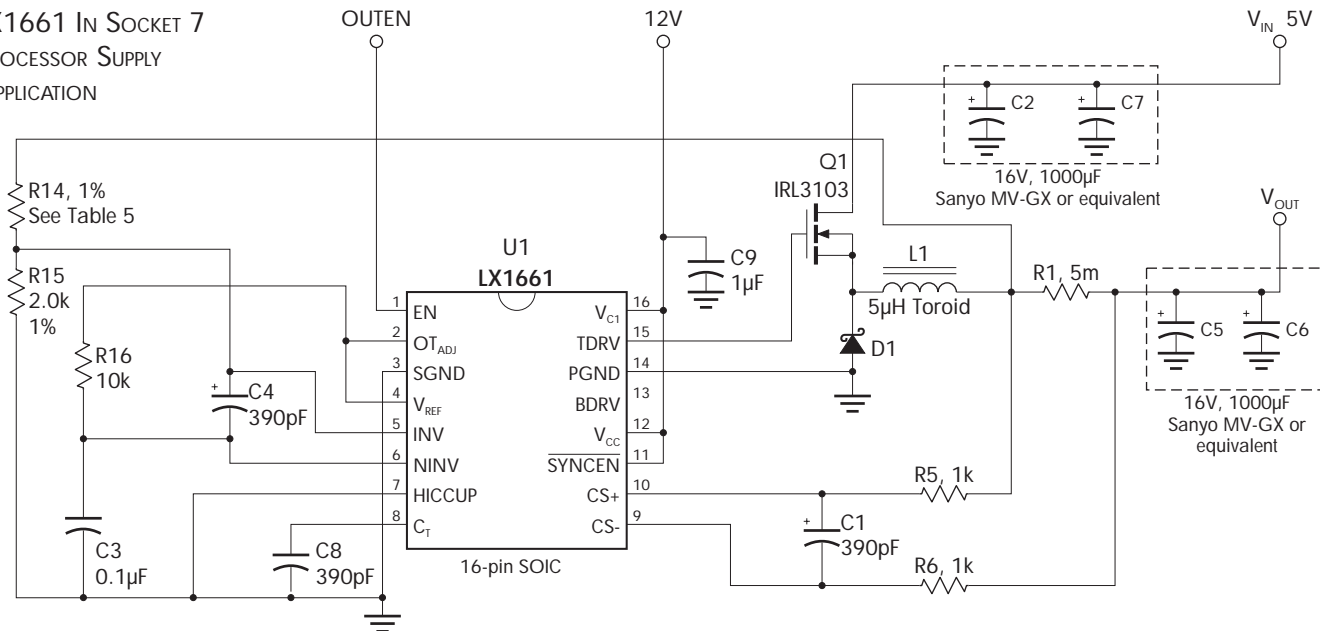 X1661 IN SOCKET 7
OCESSOR SUPPLY
PPLICATION
OUTEN
12V
VIN 5V
C2
C7
16V, 1000µF
Sanyo MV-GX or equivalent
Q1
IRL3103
R14, 1%
See Table 5
VOUT
R15
2.0k
1%
U1
LX1661
C9
1µF
L1
5µH Toroid
R1, 5m
C5
C6
16V, 1000µF
Sanyo MV-GX or
equivalent
D1
R16
10k
C4
390pF
1 EN
2 OTADJ
3 SGND
4 VREF
5 INV
6 NINV
7 HICCUP
8 CT
VC1 16
TDRV 15
PGND 14
BDRV 13
VCC 12
SYNCEN 11
CS+ 10
CS- 9
R5, 1k
C1
390pF
R6, 1k
C3
0.1µF
C8
390pF
16-pin SOIC
+
+
+
+
+
+